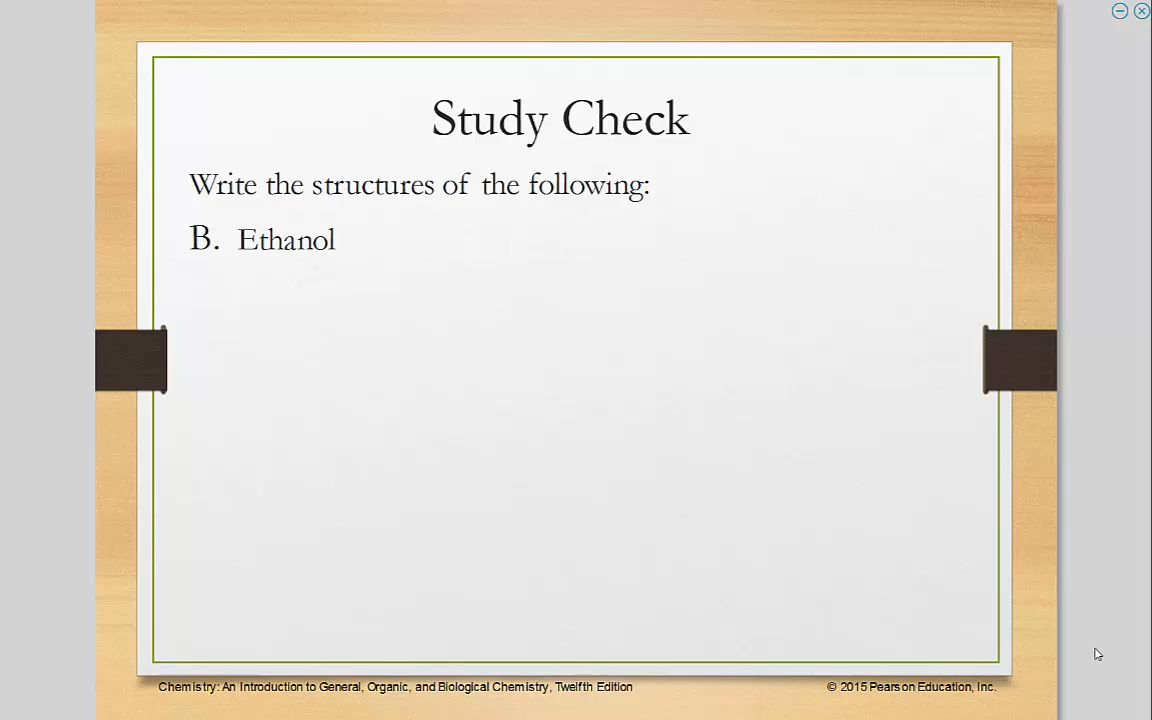 Study Check
Write the structures of the following:
B. Ethanol
Chemistry: An Introduction to General, Organic, and Biological Chemistry, Twelfth Edition
© 2015 Pearson Education, Inc.